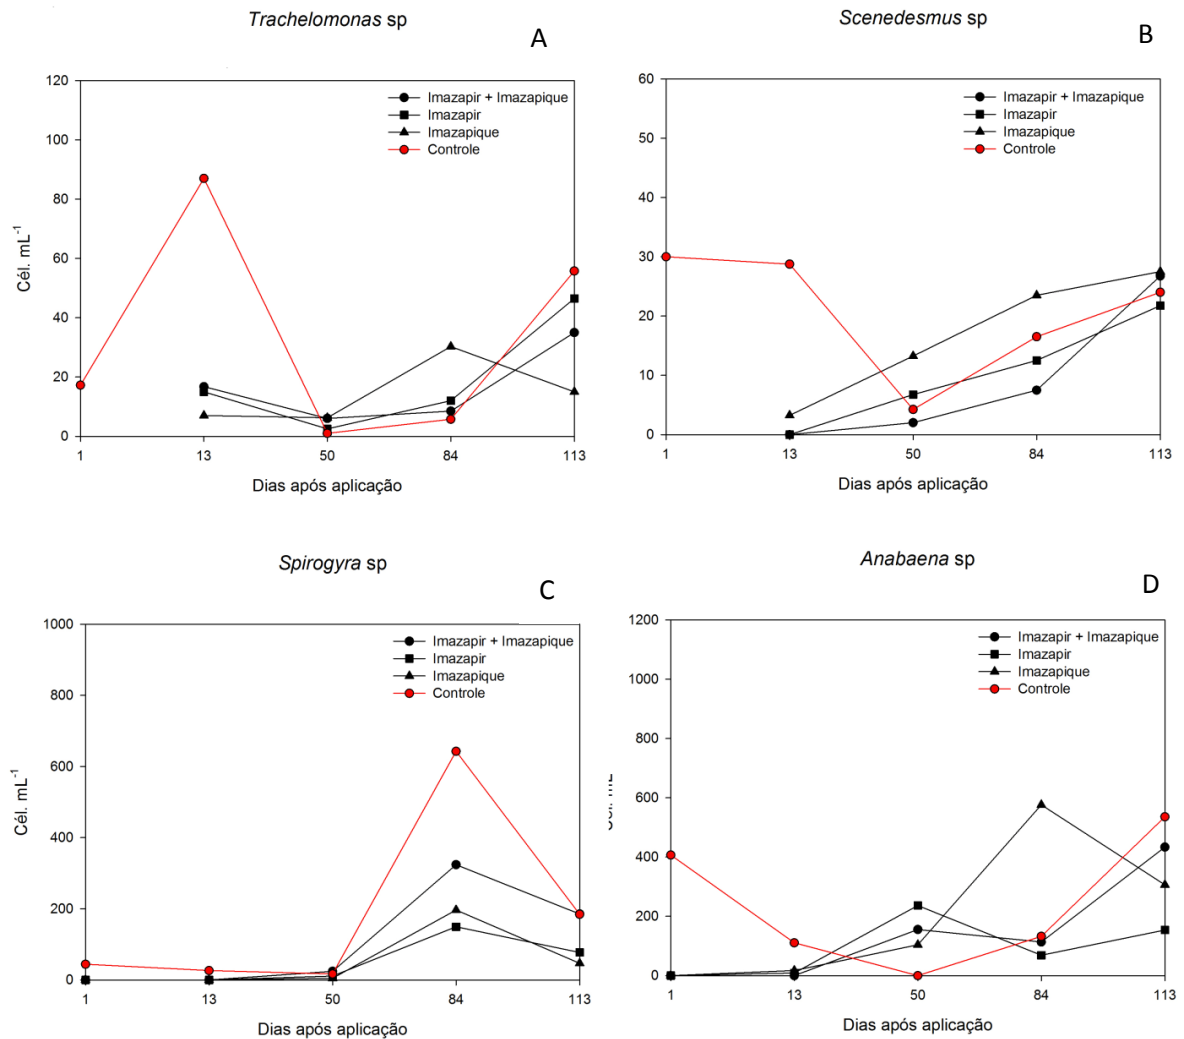 Trachelomonas sp
A
120
100
80
60
40
20
0
Cél. mL-1
Imazapir + Imazapique
Imazapir
Imazapique
Controle
1 13 50 84 113
Dias após aplicação
Scenedesmus sp
B
60
50
40
30
20
10
0
Imazapir + Imazapique
Imazapir
Imazapique
Controle
1 13 50 84 113
Dias após aplicação
Spirogyra sp
C
1000
800
600
400
200
0
Cél. mL-1
Imazapir + Imazapique
Imazapir
Imazapique
Controle
1 13 50 84 113
Dias após aplicação
Anabaena sp
D
1200
1000
800
600
400
200
0
Imazapir + Imazapique
Imazapir
Imazapique
Controle
1 13 50 84 113
Dias após aplicação